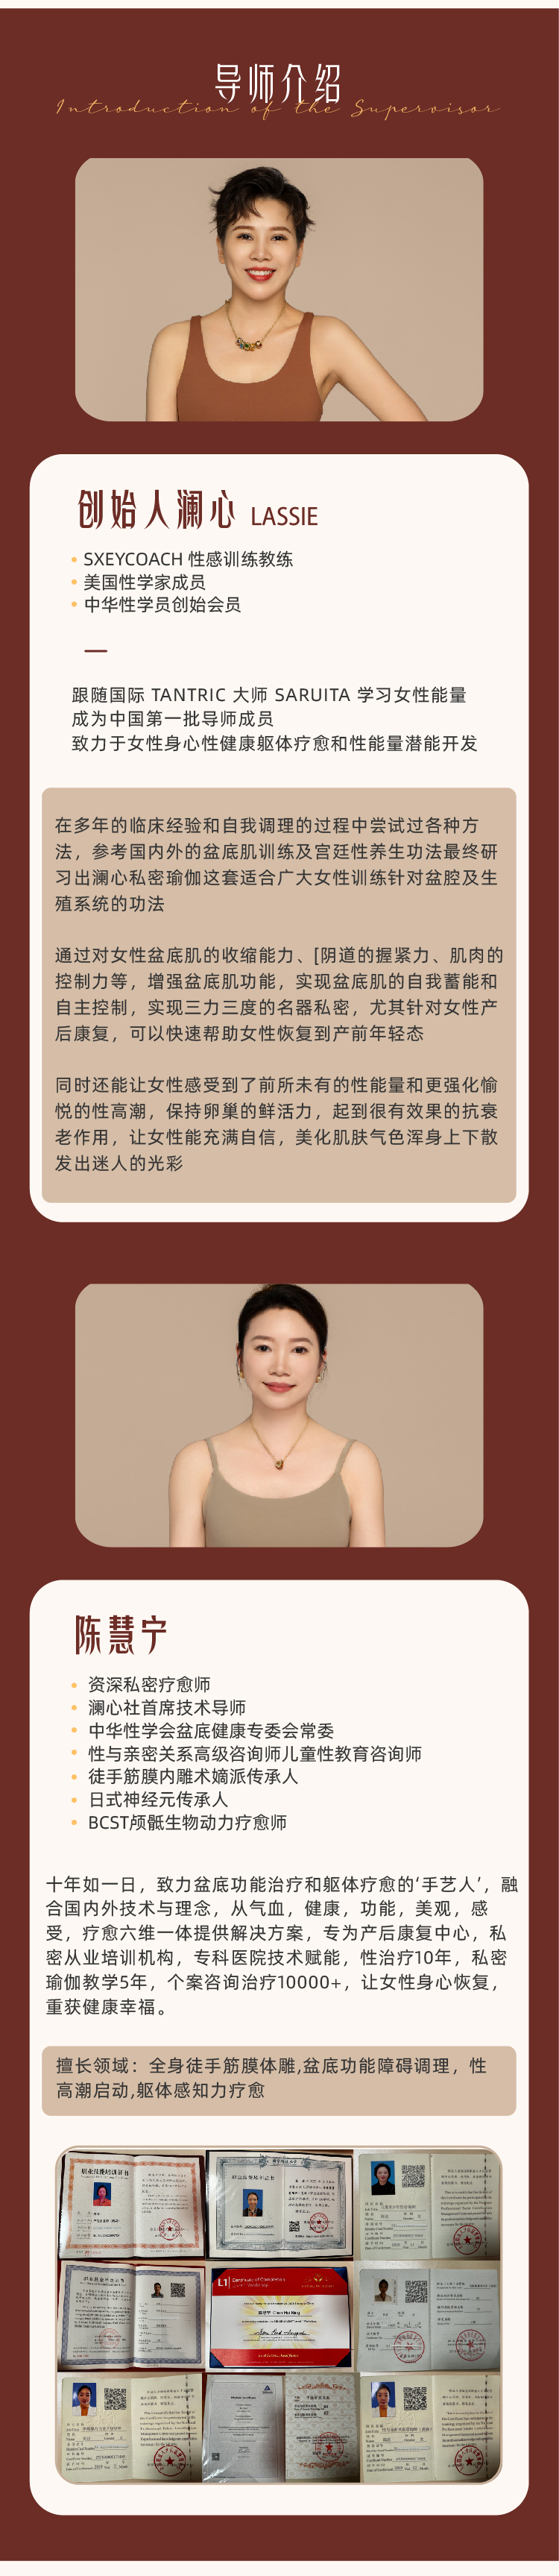 导师介绍
Introduction of the Supervisor
创始人澜心 LASSIE
SXEYCOACH 性感训练教练
美国性学家成员
中华性学员创始会员
跟随国际 TANTRIC 大师 SARUITA 学习女性能量
成为中国第一批导师成员
致力于女性身心性健康躯体疗愈和性能量潜能开发
在多年的临床经验和自我调理的过程中尝试过各种方
法，参考国内外的盆底肌训练及宫廷性养生功法最终研
习出澜心私密瑜伽这套适合广大女性训练针对盆腔及生
殖系统的功法
通过对女性盆底肌的收缩能力、[阴道的握紧力、肌肉的
控制力等，增强盆底肌功能，实现盆底肌的自我蓄能和
自主控制，实现三力三度的名器私密，尤其针对女性产
后康复，可以快速帮助女性恢复到产前年轻态
同时还能让女性感受到了前所未有的性能量和更强化愉
悦的性高潮，保持卵巢的鲜活力，起到很有效果的抗衰
老作用，让女性能充满自信，美化肌肤气色浑身上下散
发出迷人的光彩
陈慧宁
资深私密疗愈师
澜心社首席技术导师
中华性学会盆底健康专委会常委
性与亲密关系高级咨询师儿童性教育咨询师
徒手筋膜内雕术嫡派传承人
日式神经元传承人
BCST颅骶生物动力疗愈师
十年如一日，致力盆底功能治疗和躯体疗愈的‘手艺人’，融
合国内外技术与理念，从气血，健康，功能，美观，感
受，疗愈六维一体提供解决方案，专为产后康复中心，私
密从业培训机构，专科医院技术赋能，性治疗10年，私密
瑜伽教学5年，个案咨询治疗10000+，让女性身心恢复，
重获健康幸福。
擅长领域：全身徒手筋膜体雕,盆底功能障碍调理，性
高潮启动,躯体感知力疗愈